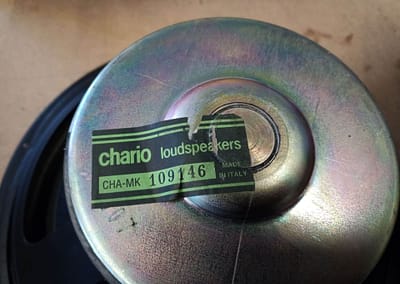 chario loudspeakers
CHA-MK 109146
MADE
IN ITALY